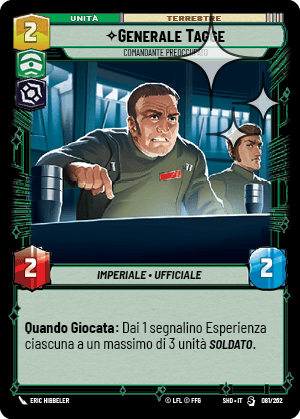 UNITÀ
TERRESTRE
2
Generale Tagge
COMANDANTE PREOCCUPATO
2
2
IMPERIALE • UFFICIALE
Quando Giocata: Dai 1 segnalino Esperienza
ciascuna a un massimo di 3 unità SOLDATO.
ERIC HIBBELER
© LFL © FFG
SHD • IT
081/262